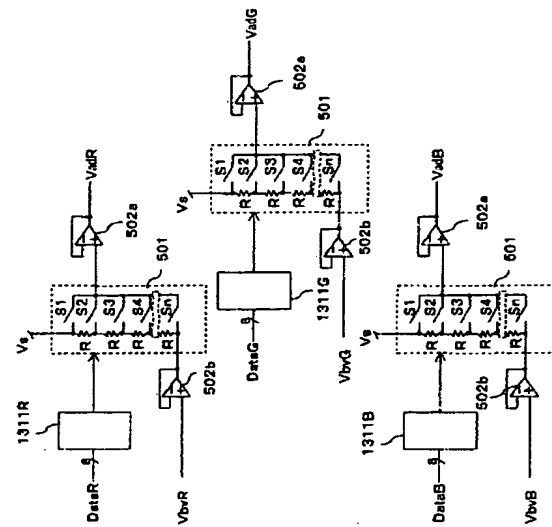 1311R
DataR
8
VbvR
502b
Vs
R
R
R
R
S1
S2
S3
S4
Sn
501
502a
VadR
1311G
DataG
8
VbvG
502b
Vs
R
R
R
R
S1
S2
S3
S4
Sn
501
502a
VadG
1311B
DataB
8
VbvB
502b
Vs
R
R
R
R
S1
S2
S3
S4
Sn
501
502a
VadB